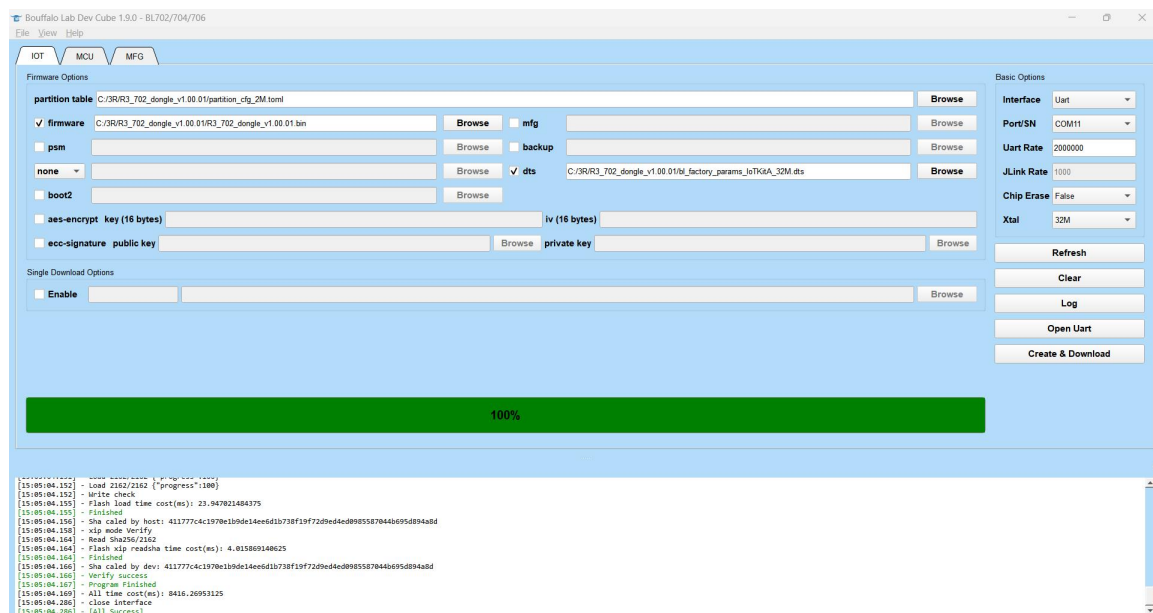 Bouffalo Lab Dev Cube 1.9.0 - BL702/704/706
File View Help
IOT MCU MFG
Firmware Options
partition table C:/3R/R3_702_dongle_v1.00.01/partition_cfg_2M.toml Browse
firmware C:/3R/R3_702_dongle_v1.00.01/R3_702_dongle_v1.00.01.bin Browse mfg Browse
psm Browse backup Browse
none Browse dts C:/3R/R3_702_dongle_v1.00.01/bl_factory_params_IoTKitA_32M.dts Browse
boot2 Browse
aes-encrypt key (16 bytes) iv (16 bytes)
ecc-signature public key Browse private key Browse
Single Download Options
Enable Browse
Basic Options
Interface Uart
Port/SN COM11
Uart Rate 2000000
JLink Rate 1000
Chip Erase False
Xtal 32M
Refresh
Clear
Log
Open Uart
Create & Download
100%
[15:05:04.152] - Load 2162/2162 {"progress":100}
[15:05:04.152] - Write check
[15:05:04.155] - Flash load time cost(ms): 23.947021484375
[15:05:04.155] - Finished
[15:05:04.156] - Sha caled by host: 411777c4c1970e1b9de14ee6d1b738f19f72d9ed4ed0985587044b695d894a8d
[15:05:04.158] - xip mode Verify
[15:05:04.164] - Read Sha256/2162
[15:05:04.164] - Flash xip readsha time cost(ms): 4.015869140625
[15:05:04.164] - Finished
[15:05:04.166] - Sha caled by dev: 411777c4c1970e1b9de14ee6d1b738f19f72d9ed4ed0985587044b695d894a8d
[15:05:04.166] - Verify success
[15:05:04.167] - Program Finished
[15:05:04.169] - All time cost(ms): 8416.26953125
[15:05:04.286] - close interface
[15:05:04.286] - [All Success]